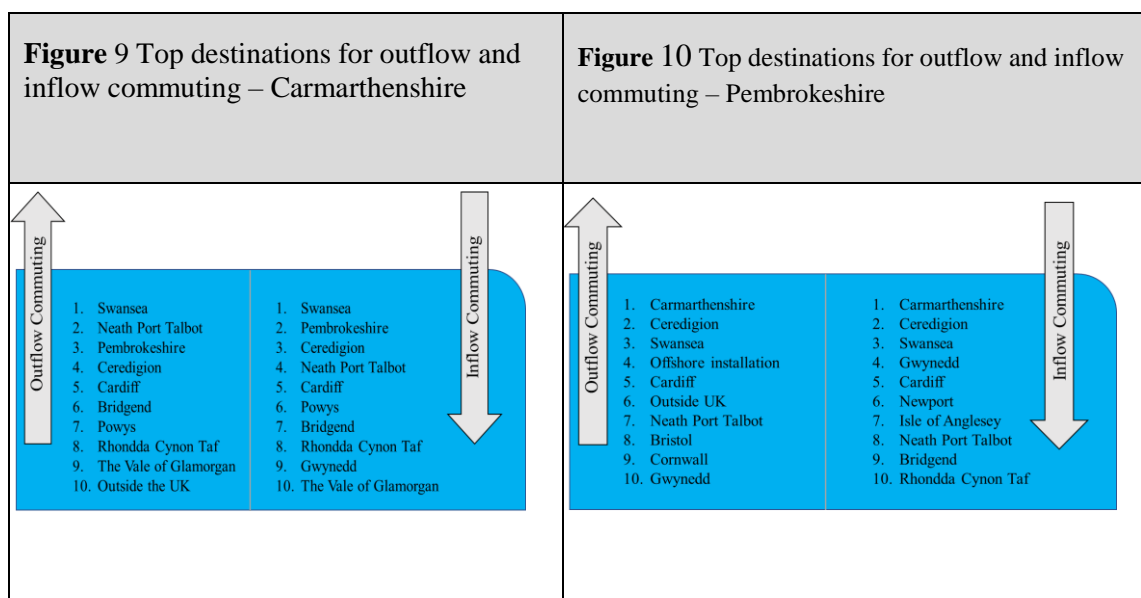 Figure 9 Top destinations for outflow and
inflow commuting – Carmarthenshire
Outflow Commuting
1. Swansea
2. Neath Port Talbot
3. Pembrokeshire
4. Ceredigion
5. Cardiff
6. Bridgend
7. Powys
8. Rhondda Cynon Taf
9. The Vale of Glamorgan
10. Outside the UK
1. Swansea
2. Pembrokeshire
3. Ceredigion
4. Neath Port Talbot
5. Cardiff
6. Powys
7. Bridgend
8. Rhondda Cynon Taf
9. Gwynedd
10. The Vale of Glamorgan
Inflow Commuting
Figure 10 Top destinations for outflow and inflow
commuting – Pembrokeshire
Outflow Commuting
1. Carmarthenshire
2. Ceredigion
3. Swansea
4. Offshore installation
5. Cardiff
6. Outside UK
7. Neath Port Talbot
8. Bristol
9. Cornwall
10. Gwynedd
1. Carmarthenshire
2. Ceredigion
3. Swansea
4. Gwynedd
5. Cardiff
6. Newport
7. Isle of Anglesey
8. Neath Port Talbot
9. Bridgend
10. Rhondda Cynon Taf
Inflow Commuting